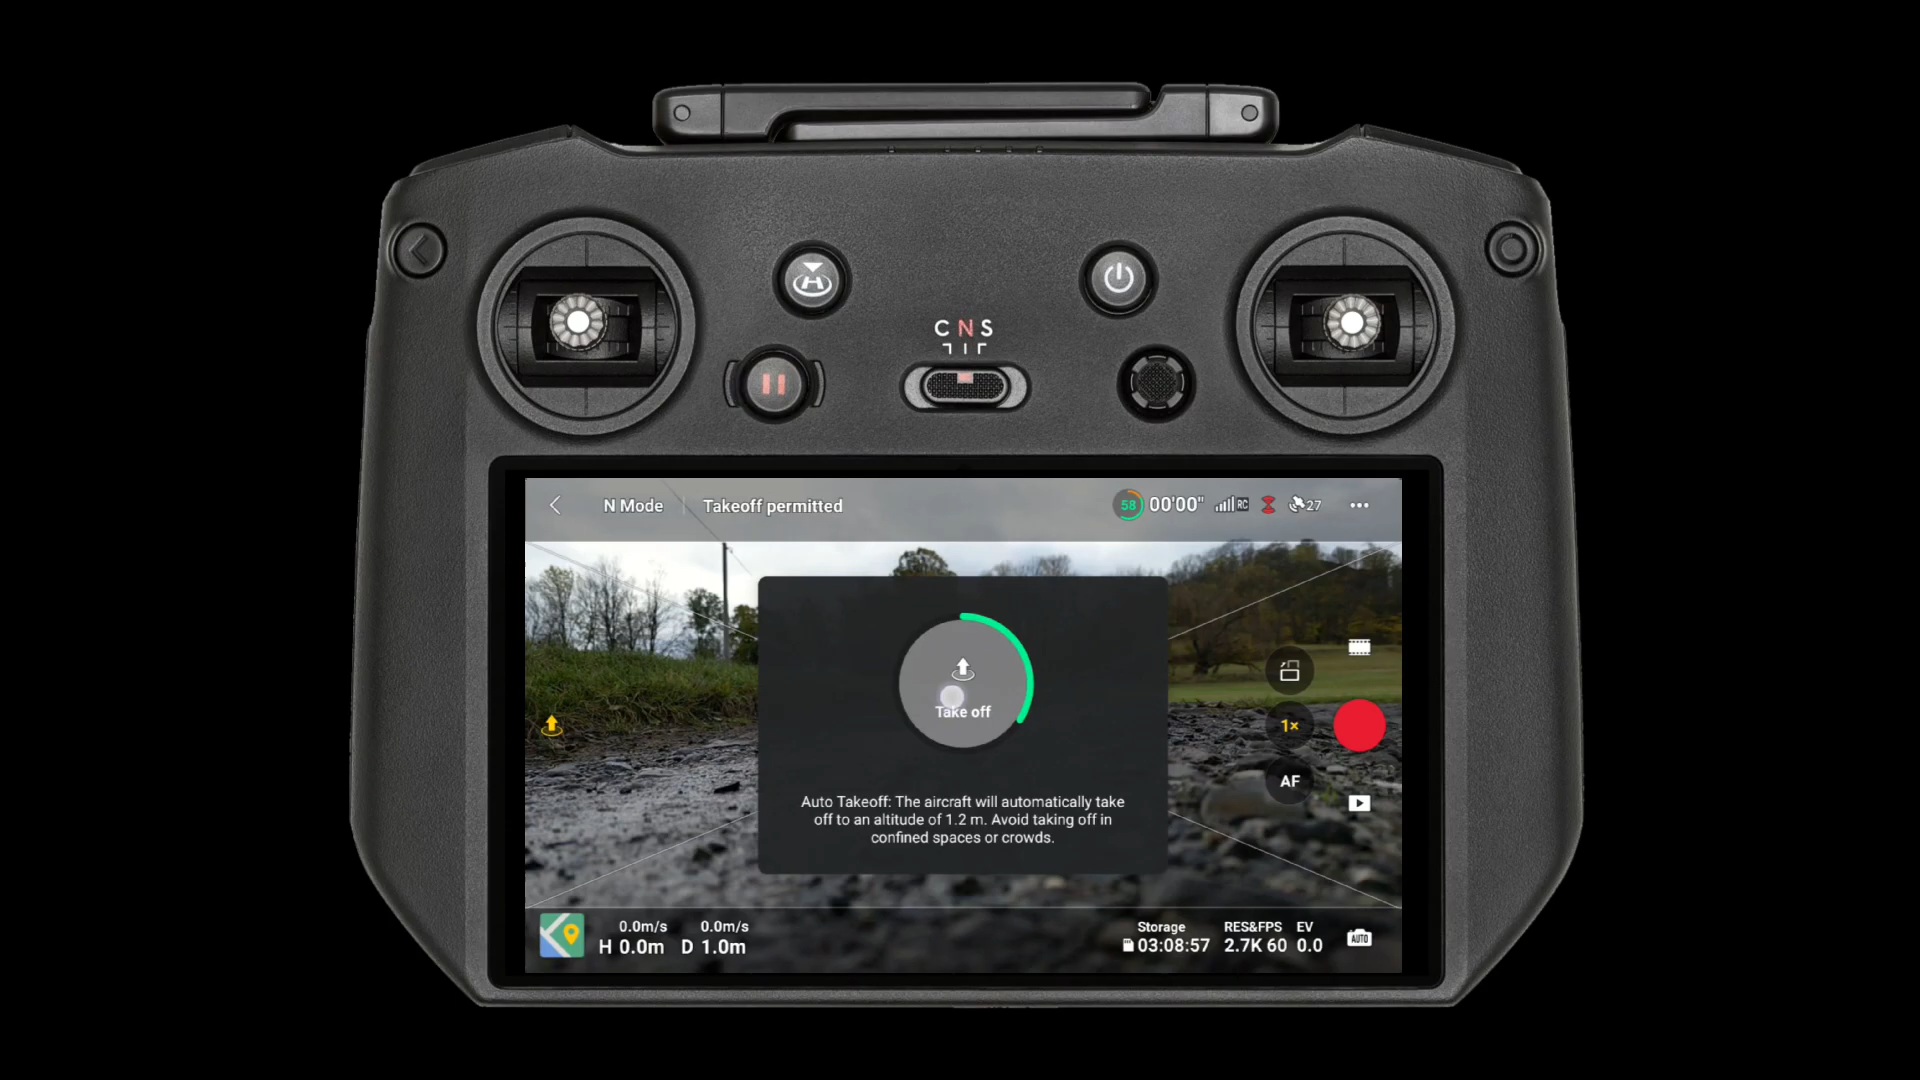 C N S
N Mode
Takeoff permitted
58
00'00"
RC
27
Take off
1×
AF
Auto Takeoff: The aircraft will automatically take
off to an altitude of 1.2 m. Avoid taking off in
confined spaces or crowds.
0.0m/s 0.0m/s
H 0.0m D 1.0m
Storage RES&FPS EV
03:08:57 2.7K 60 0.0
AUTO